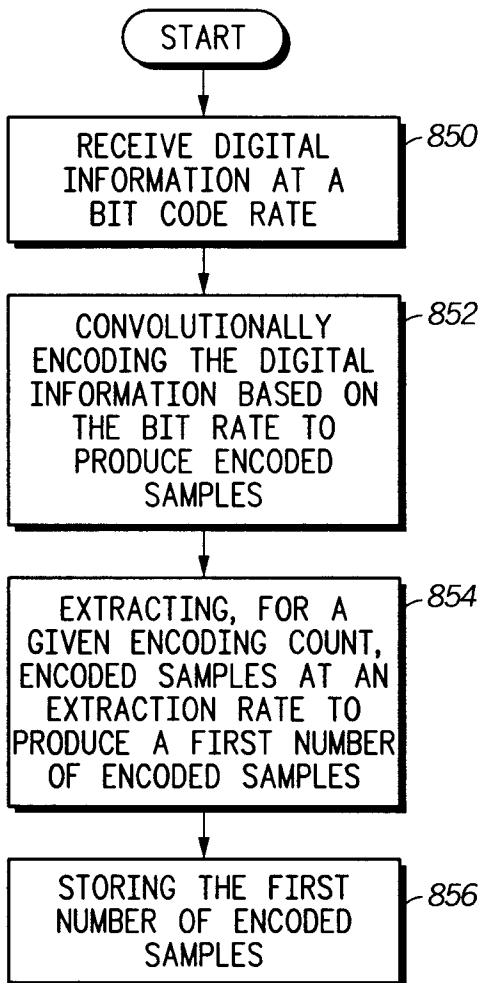 START
RECEIVE DIGITAL
INFORMATION AT A
BIT CODE RATE
850
CONVOLUTIONALLY
ENCODING THE DIGITAL
INFORMATION BASED ON
THE BIT RATE TO
PRODUCE ENCODED
SAMPLES
852
EXTRACTING, FOR A
GIVEN ENCODING COUNT,
ENCODED SAMPLES AT AN
EXTRACTION RATE TO
PRODUCE A FIRST NUMBER
OF ENCODED SAMPLES
854
STORING THE FIRST
NUMBER OF ENCODED
SAMPLES
856